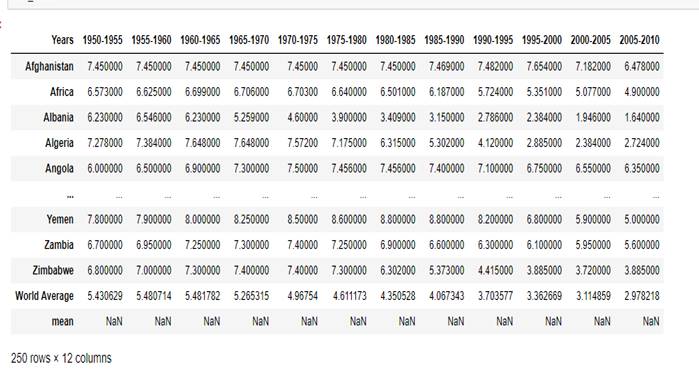 Years 1950-1955 1955-1960 1960-1965 1965-1970 1970-1975 1975-1980 1980-1985 1985-1990 1990-1995 1995-2000 2000-2005 2005-2010
Afghanistan 7.450000 7.450000 7.450000 7.450000 7.45000 7.450000 7.450000 7.469000 7.482000 7.654000 7.182000 6.478000
Africa 6.573000 6.625000 6.699000 6.706000 6.70300 6.640000 6.501000 6.187000 5.724000 5.351000 5.077000 4.900000
Albania 6.230000 6.546000 6.230000 5.259000 4.60000 3.900000 3.409000 3.150000 2.786000 2.384000 1.946000 1.640000
Algeria 7.278000 7.384000 7.648000 7.648000 7.57200 7.175000 6.315000 5.302000 4.120000 2.885000 2.384000 2.724000
Angola 6.000000 6.500000 6.900000 7.300000 7.50000 7.456000 7.456000 7.400000 7.100000 6.750000 6.550000 6.350000
... ... ... ... ... ... ... ... ... ... ... ... ...
Yemen 7.800000 7.900000 8.000000 8.250000 8.50000 8.600000 8.800000 8.800000 8.200000 6.800000 5.900000 5.000000
Zambia 6.700000 6.950000 7.250000 7.300000 7.40000 7.250000 6.900000 6.600000 6.300000 6.100000 5.950000 5.600000
Zimbabwe 6.800000 7.000000 7.300000 7.400000 7.40000 7.300000 6.302000 5.373000 4.415000 3.885000 3.720000 3.885000
World Average 5.430629 5.480714 5.481782 5.265315 4.96754 4.611173 4.350528 4.067343 3.703577 3.362669 3.114859 2.978218
mean NaN NaN NaN NaN NaN NaN NaN NaN NaN NaN NaN NaN
250 rows × 12 columns